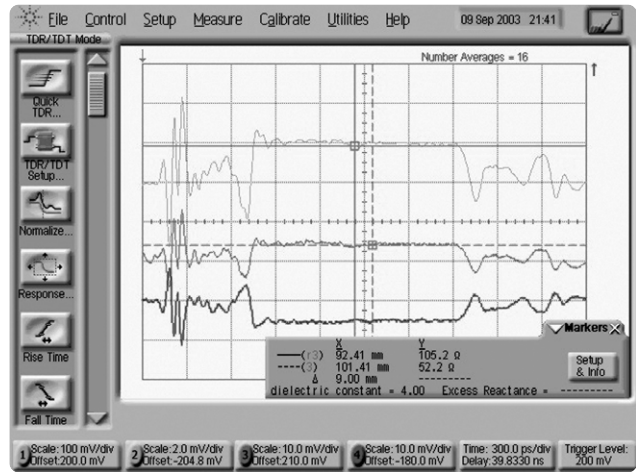 File Control Setup Measure Calibrate Utilities Help 09 Sep 2003 21:41
TDR/TDT Mode
Number Averages = 16
Quick
TDR...
TDR/TDT
Setup...
Normalize...
Response...
Rise Time
Fall Time
Markers X
X Y
(r3) 92.41 mm 105.2 Ω
(3) 101.41 mm 52.2 Ω
Δ 9.00 mm ---------
dielectric constant = 4.00 Excess Reactance = ---------
Setup
& Info
1 Scale: 100 mV/div
Offset:200.0 mV
2 Scale:2.0 mV/div
Offset:-204.8 mV
3 Scale:10.0 mV/div
Offset:210.0 mV
4 Scale:10.0 mV/div
Offset:-180.0 mV
Time: 300.0 ps/div
Delay:39.8330 ns
Trigger Level:
200 mV